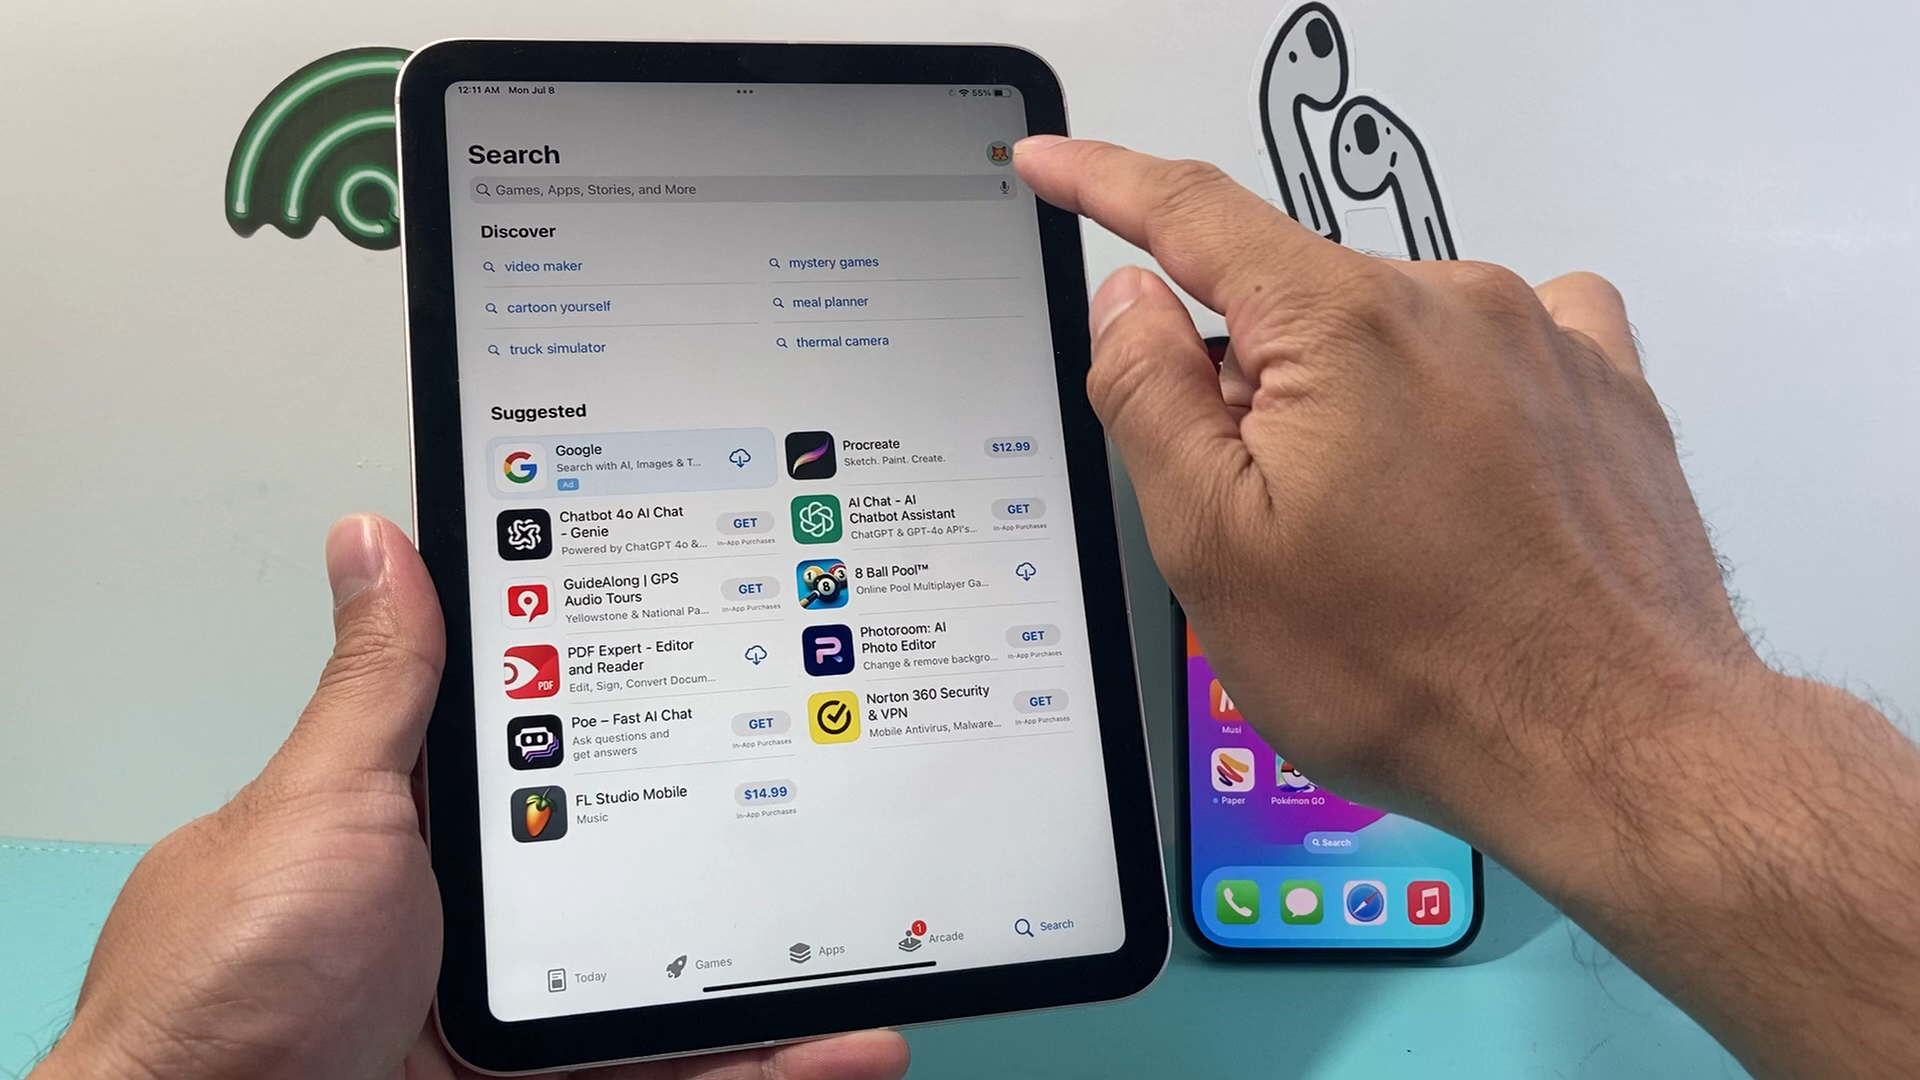 12:11 AM Mon Jul 8
55%
Search
Games, Apps, Stories, and More
Discover
video maker
mystery games
cartoon yourself
meal planner
truck simulator
thermal camera
Suggested
Google
Search with AI, Images & T...
Ad
Procreate
Sketch. Paint. Create.
$12.99
Chatbot 4o AI Chat
- Genie
Powered by ChatGPT 4o &...
GET
In-App Purchases
AI Chat - AI
Chatbot Assistant
ChatGPT & GPT-4o API's...
GET
In-App Purchases
GuideAlong | GPS
Audio Tours
Yellowstone & National Pa...
GET
In-App Purchases
8 Ball Pool™
Online Pool Multiplayer Ga...
PDF Expert - Editor
and Reader
Edit, Sign, Convert Docum...
PDF
Photoroom: AI
Photo Editor
Change & remove backgro...
GET
In-App Purchases
Poe – Fast AI Chat
Ask questions and
get answers
GET
In-App Purchases
Norton 360 Security
& VPN
Mobile Antivirus, Malware...
GET
In-App Purchases
FL Studio Mobile
Music
$14.99
In-App Purchases
Today
Games
Apps
1
Arcade
Search
Musi
Paper
Pokémon GO
Search